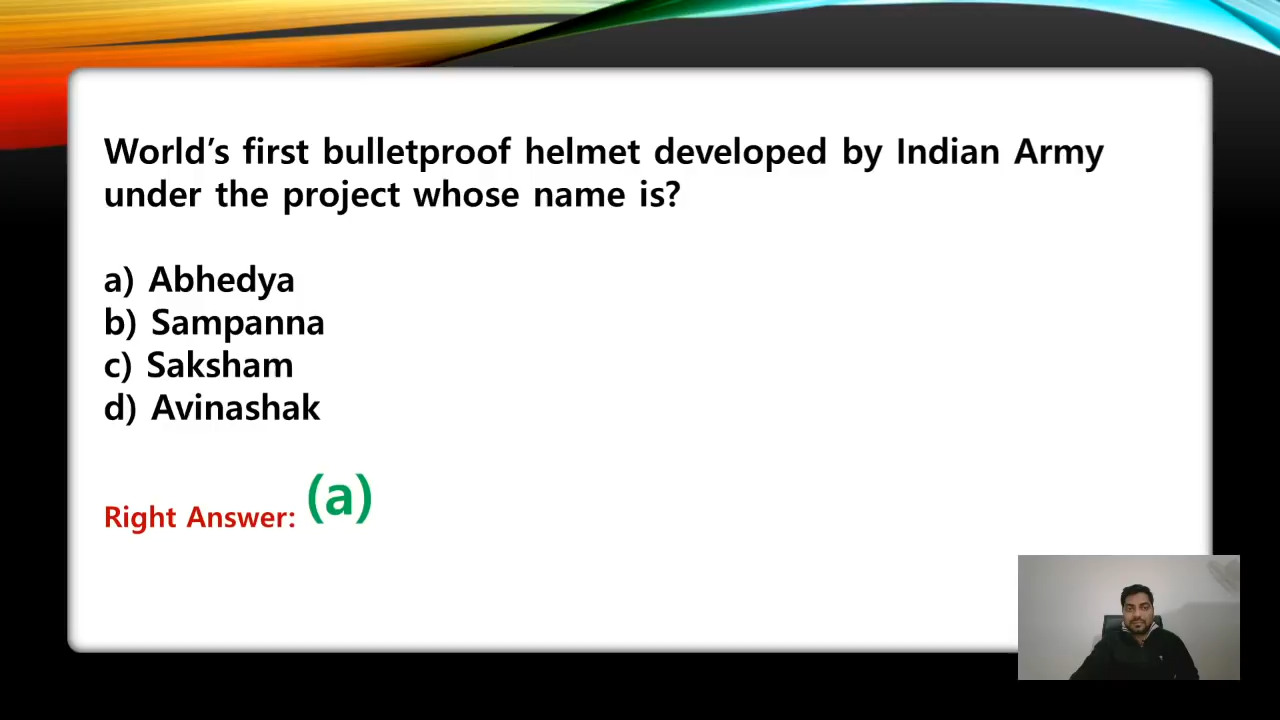 World’s first bulletproof helmet developed by Indian Army
under the project whose name is?
a) Abhedya
b) Sampanna
c) Saksham
d) Avinashak
Right Answer: (a)